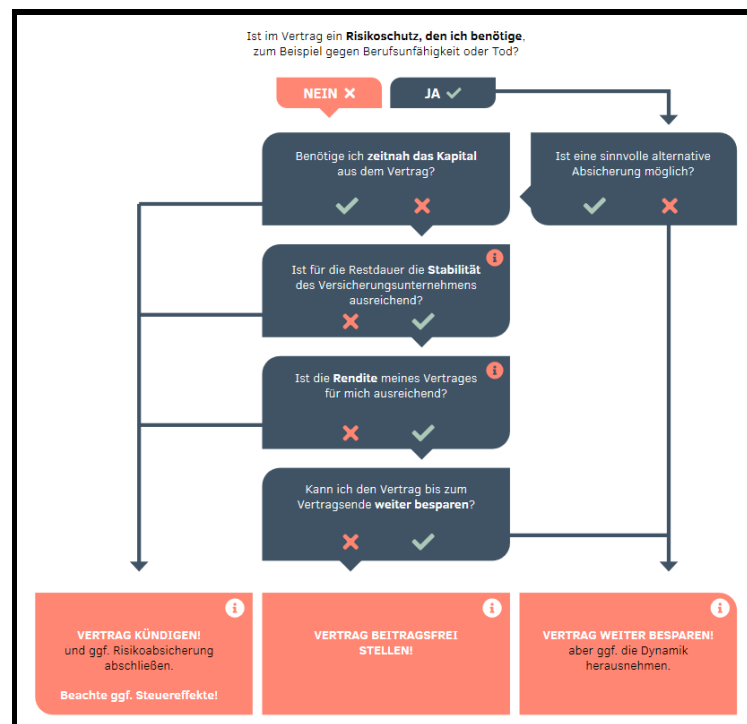 Ist im Vertrag ein Risikoschutz, den ich benötige,
zum Beispiel gegen Berufsunfähigkeit oder Tod?
NEIN
JA
Benötige ich zeitnah das Kapital
aus dem Vertrag?
Ist eine sinnvolle alternative
Absicherung möglich?
Ist für die Restdauer die Stabilität
des Versicherungsunternehmens
ausreichend?
Ist die Rendite meines Vertrages
für mich ausreichend?
Kann ich den Vertrag bis zum
Vertragsende weiter besparen?
VERTRAG KÜNDIGEN!
und ggf. Risikoabsicherung
abschließen.
Beachte ggf. Steuereffekte!
VERTRAG BEITRAGSFREI
STELLEN!
VERTRAG WEITER BESPAREN!
aber ggf. die Dynamik
herausnehmen.